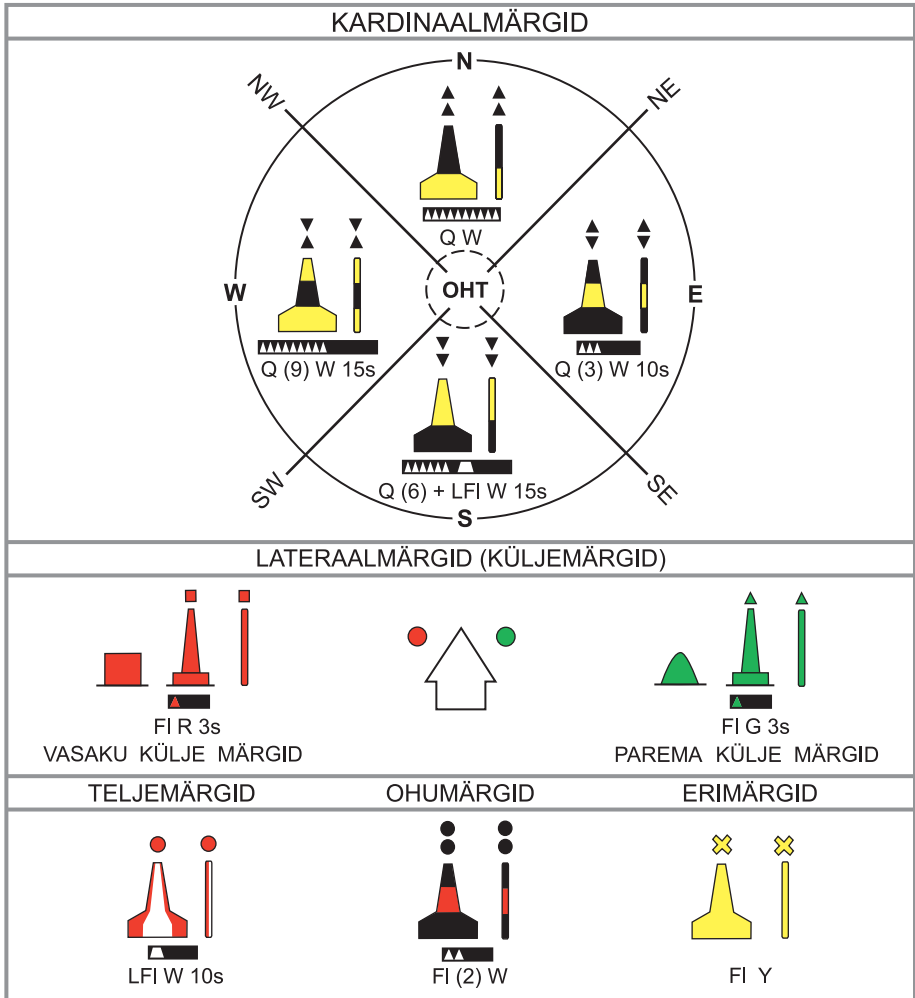 KARDINAALMÄRGID
N
NW
NE
Q W
W
OHT
E
Q (9) W 15s
Q (3) W 10s
SW
Q (6) + LFl W 15s
SE
S
LATERAALMÄRGID (KÜLJEMÄRGID)
Fl R 3s
VASAKU KÜLJE MÄRGID
Fl G 3s
PAREMA KÜLJE MÄRGID
TELJEMÄRGID
OHUMÄRGID
ERIMÄRGID
LFl W 10s
Fl (2) W
Fl Y